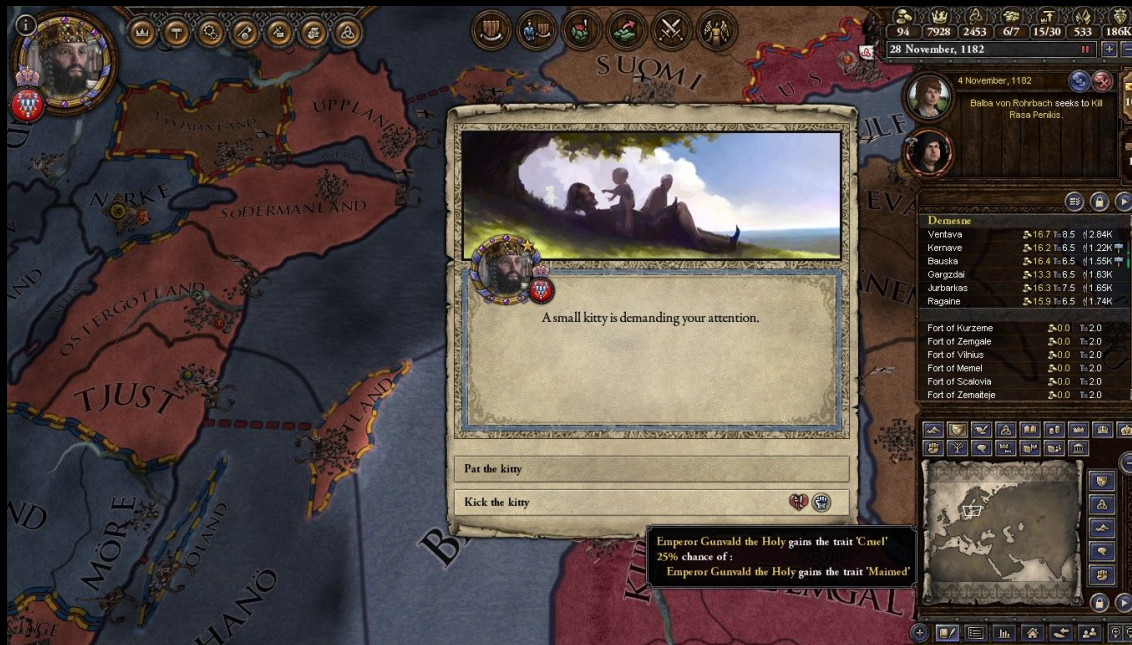 94 7928 2453 6/7 15/30 533 186K
28 November, 1182
4 November, 1182
Balba von Rohrbach seeks to Kill
Rasa Penikis.
SUOMI
UPPLAND
NÄRKE
SÖDERMANLAND
ÖSTERGÖTLAND
TJUST
MÖRE
ÖLAND
HANÖ
A small kitty is demanding your attention.
Pat the kitty
Kick the kitty
Emperor Gunvald the Holy gains the trait 'Cruel'
25% chance of :
Emperor Gunvald the Holy gains the trait 'Maimed'
Demesne
Ventava 16.7 8.5 2.84K
Kernave 16.2 6.5 1.22K
Bauska 16.4 6.5 1.55K
Gargzdai 13.3 6.5 1.63K
Jurbarkas 16.3 7.5 1.65K
Ragaine 15.9 6.5 1.74K
Fort of Kurzeme 0.0 2.0
Fort of Zemgale 0.0 2.0
Fort of Vilnius 0.0 2.0
Fort of Memel 0.0 2.0
Fort of Scalovia 0.0 2.0
Fort of Zemaiteje 0.0 2.0